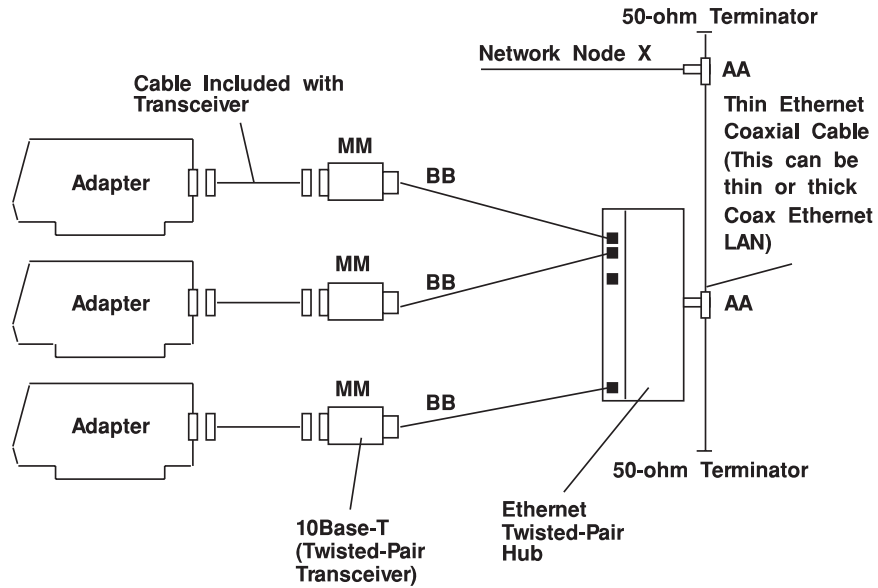 50-ohm Terminator
Network Node X
AA
Cable Included with
Transceiver
Thin Ethernet
Coaxial Cable
(This can be
thin or thick
Coax Ethernet
LAN)
MM
BB
Adapter
MM
BB
Adapter
AA
MM
BB
Adapter
50-ohm Terminator
10Base-T
(Twisted-Pair
Transceiver)
Ethernet
Twisted-Pair
Hub